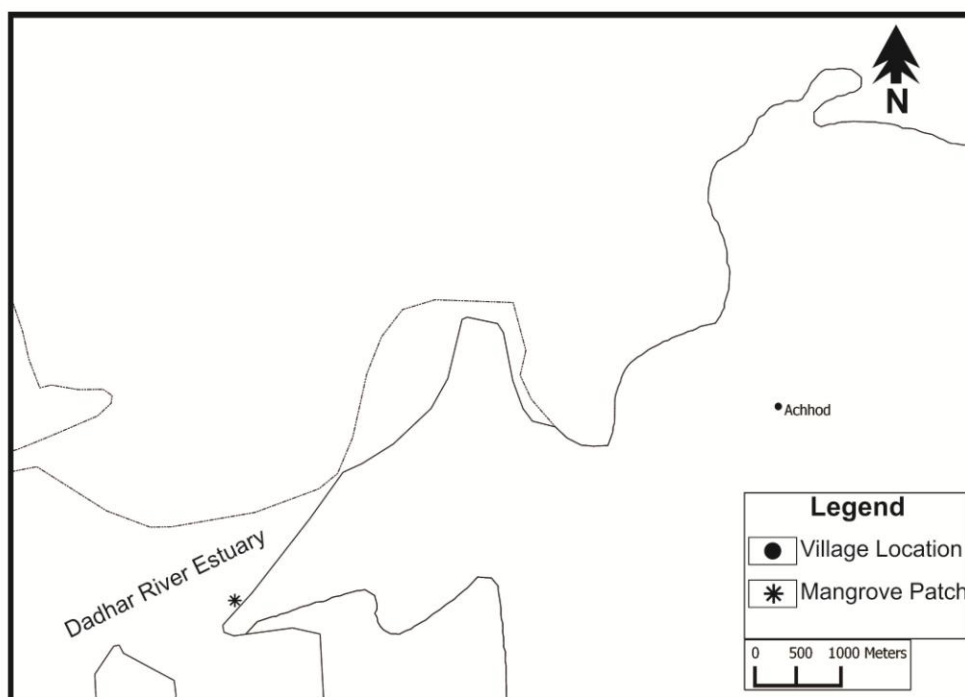 N
Achhod
Dadhar River Estuary
Legend
Village Location
Mangrove Patch
0 500 1000 Meters